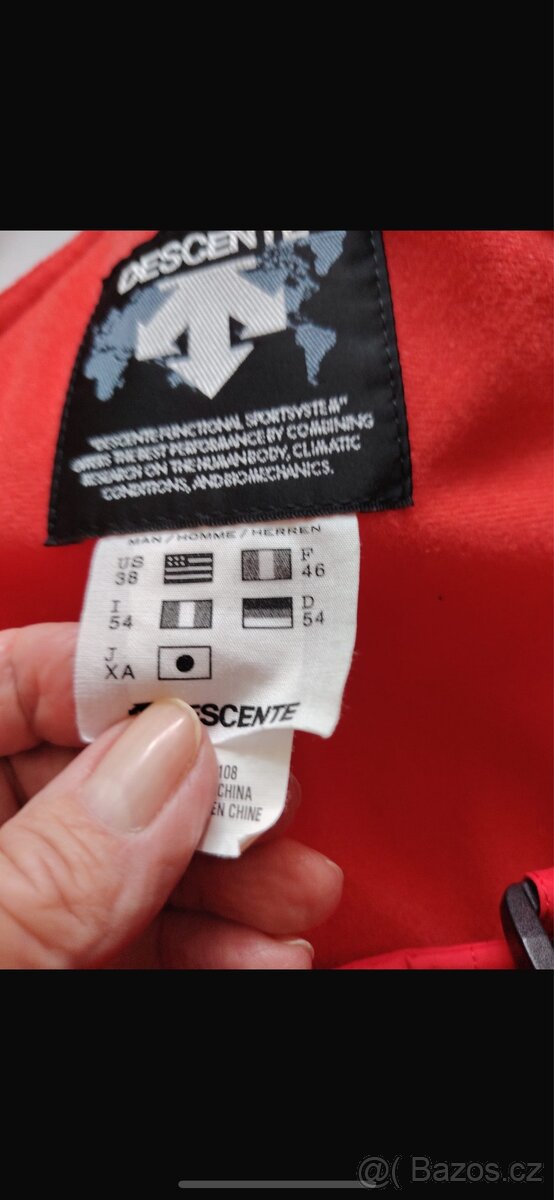 DESCENTE
"DESCENTE FUNCTIONAL SPORTSYSTEM"
OFFERS THE BEST PERFORMANCE BY COMBINING
RESEARCH ON THE HUMAN BODY, CLIMATIC
CONDITIONS, AND BIOMECHANICS.
MAN / HOMME / HERREN
US 38 F 46
I 54 D 54
J XA
DESCENTE
108
CHINA
EN CHINE
@( Bazos.cz